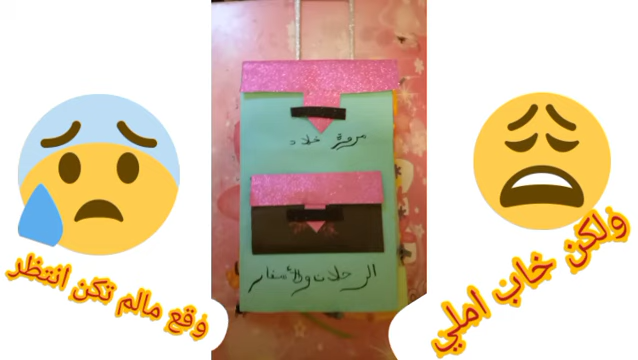 الرحلات والأسفار
وقع مالم تكن انتظر
ولكن خاب املي